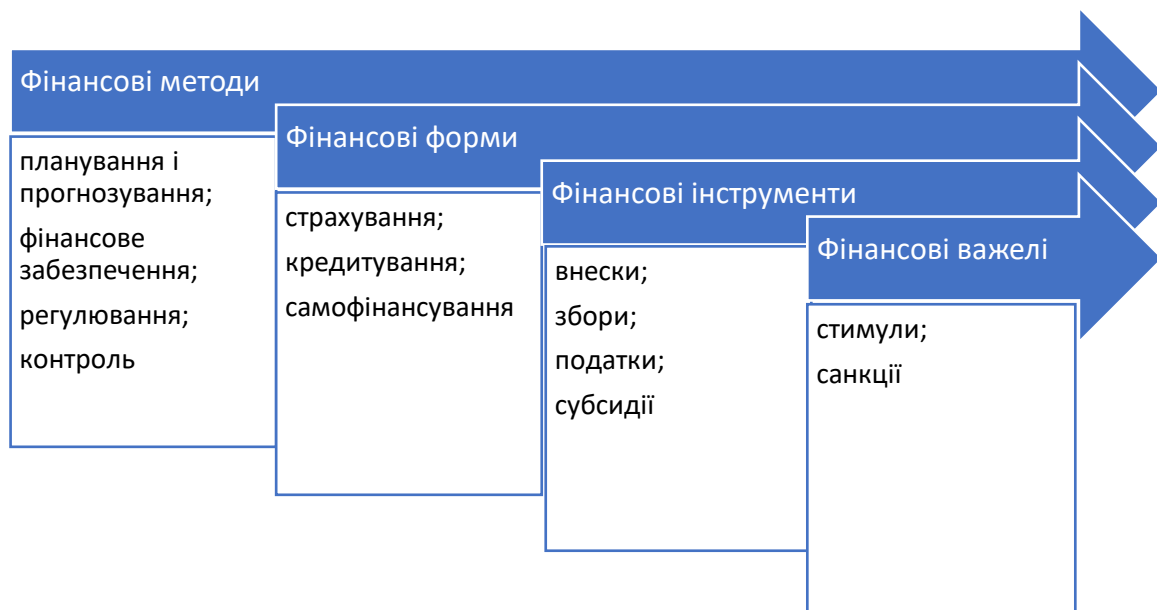 Фінансові методи
планування і
прогнозування;
фінансове
забезпечення;
регулювання;
контроль
Фінансові форми
страхування;
кредитування;
самофінансування
Фінансові інструменти
внески;
збори;
податки;
субсидії
Фінансові важелі
стимули;
санкції